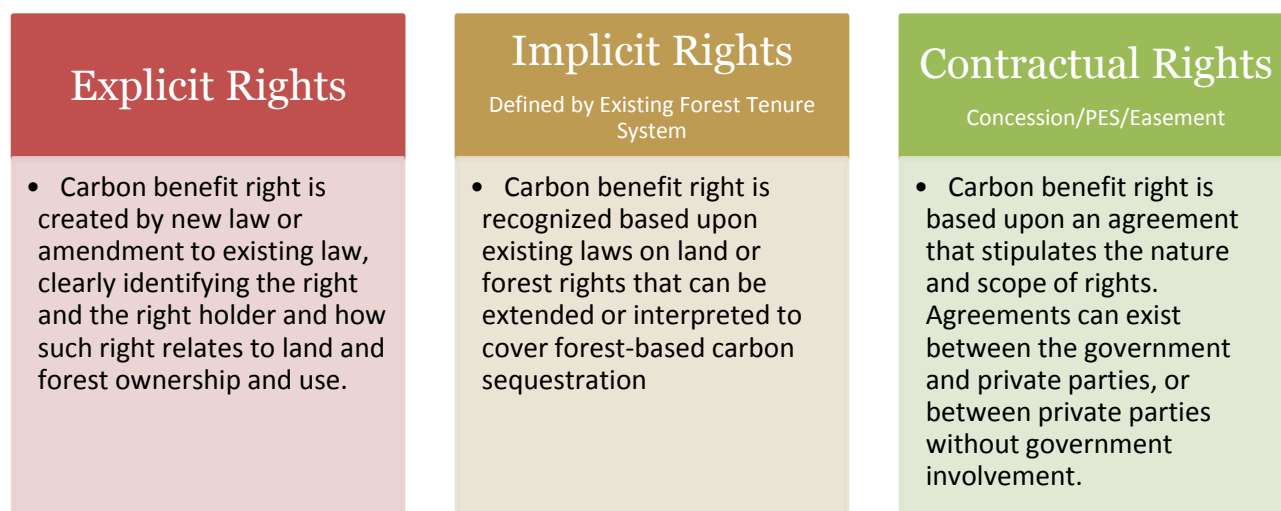 Explicit Rights
• Carbon benefit right is
created by new law or
amendment to existing law,
clearly identifying the right
and the right holder and how
such right relates to land and
forest ownership and use.
Implicit Rights
Defined by Existing Forest Tenure
System
• Carbon benefit right is
recognized based upon
existing laws on land or
forest rights that can be
extended or interpreted to
cover forest-based carbon
sequestration
Contractual Rights
Concession/PES/Easement
• Carbon benefit right is
based upon an agreement
that stipulates the nature
and scope of rights.
Agreements can exist
between the government
and private parties, or
between private parties
without government
involvement.